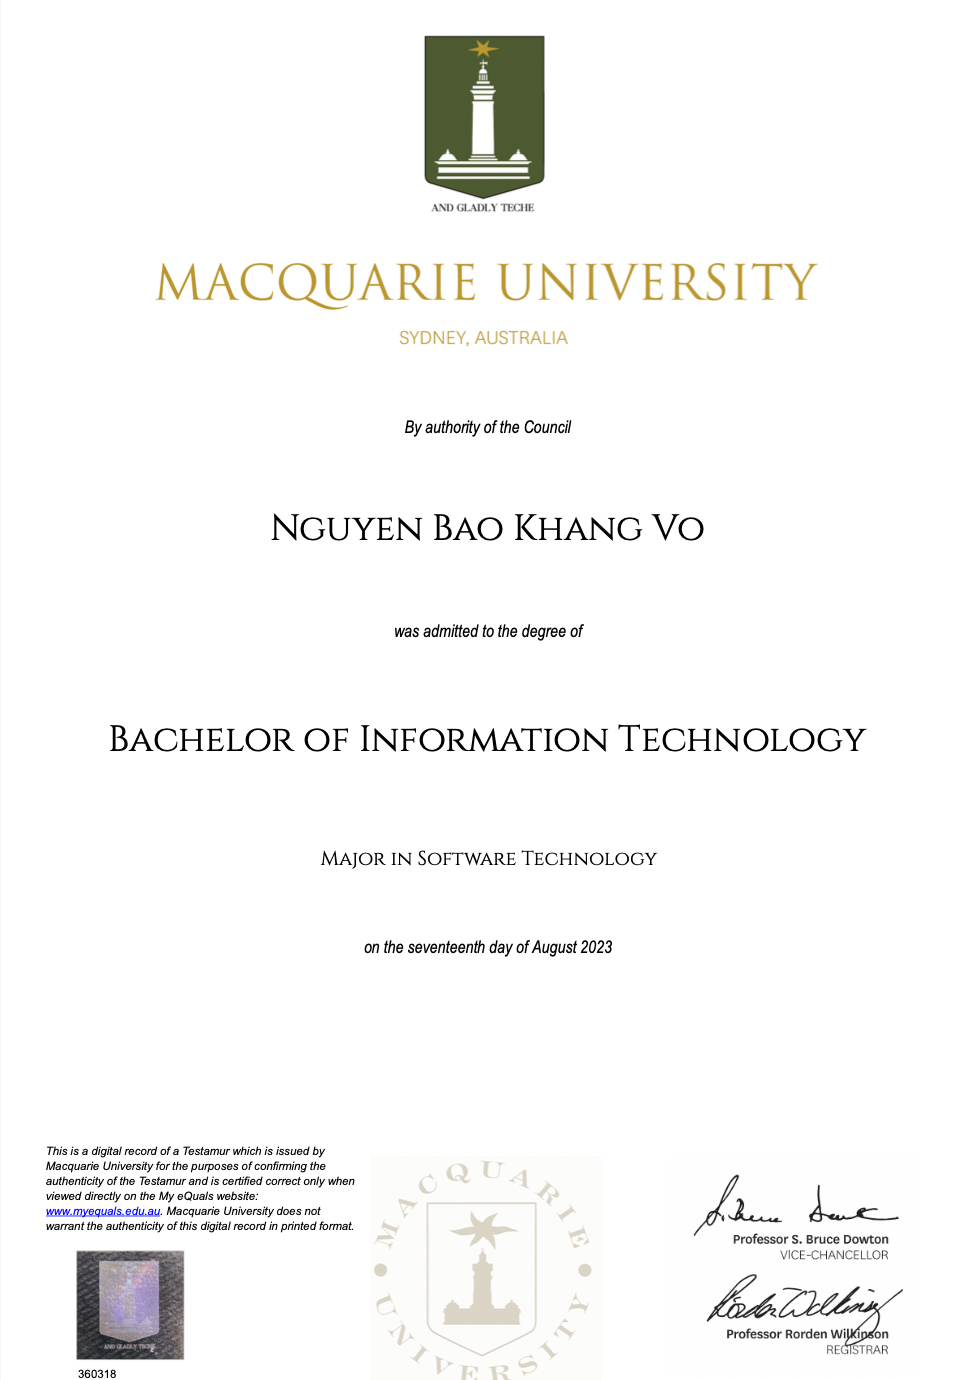 AND GLADLY TECHE
MACQUARIE UNIVERSITY
SYDNEY, AUSTRALIA
By authority of the Council
Nguyen Bao Khang Vo
was admitted to the degree of
Bachelor of Information Technology
Major in Software Technology
on the seventeenth day of August 2023
This is a digital record of a Testamur which is issued by
Macquarie University for the purposes of confirming the
authenticity of the Testamur and is certified correct only when
viewed directly on the My eQuals website:
www.myequals.edu.au. Macquarie University does not
warrant the authenticity of this digital record in printed format.
AND GLADLY TECHE
360318
MACQUARIE
UNIVERSITY
S. Bruce Dowton
Professor S. Bruce Dowton
VICE-CHANCELLOR
Rorden Wilkinson
Professor Rorden Wilkinson
REGISTRAR